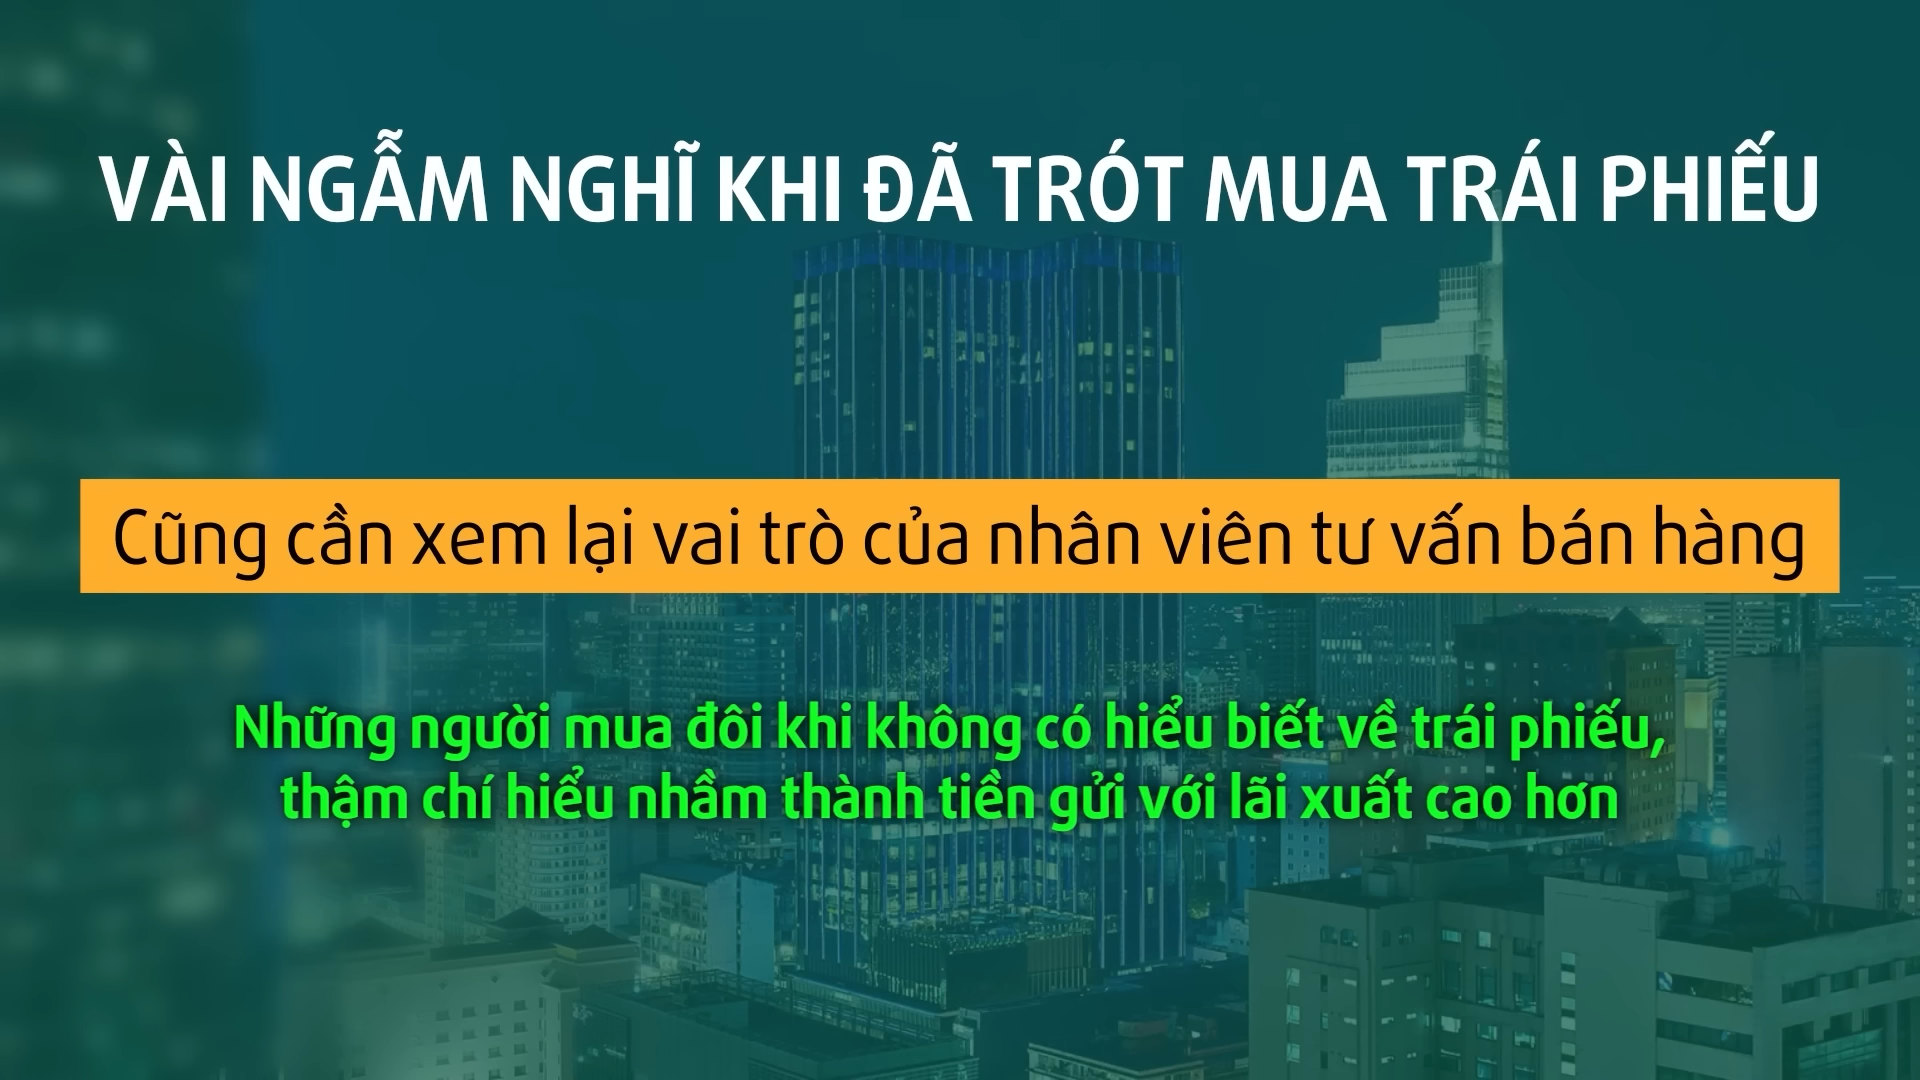 VÀI NGẪM NGHĨ KHI ĐÃ TRÓT MUA TRÁI PHIẾU
Cũng cần xem lại vai trò của nhân viên tư vấn bán hàng
Những người mua đôi khi không có hiểu biết về trái phiếu,
thậm chí hiểu nhầm thành tiền gửi với lãi xuất cao hơn